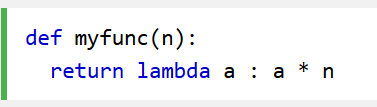 def myfunc(n):
  return lambda a : a * n